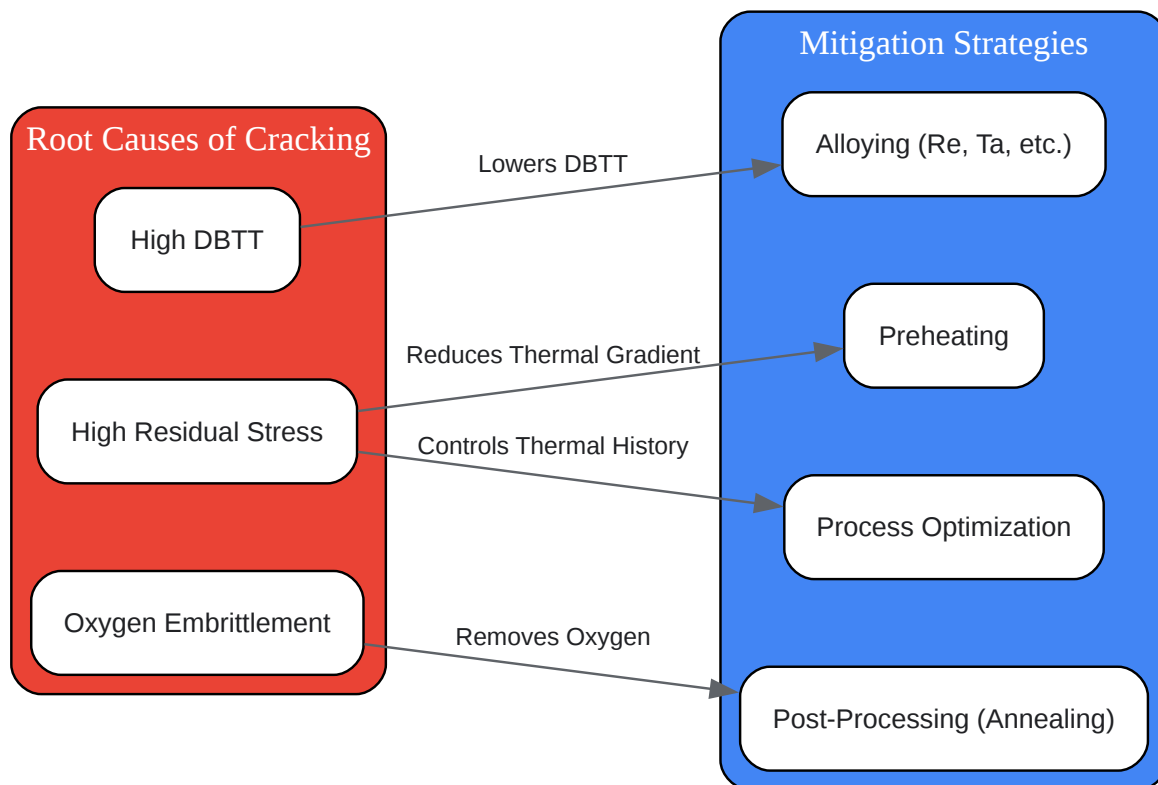 Root Causes of Cracking
High DBTT
High Residual Stress
Oxygen Embrittlement
Lowers DBTT
Reduces Thermal Gradient
Controls Thermal History
Removes Oxygen
Mitigation Strategies
Alloying (Re, Ta, etc.)
Preheating
Process Optimization
Post-Processing (Annealing)